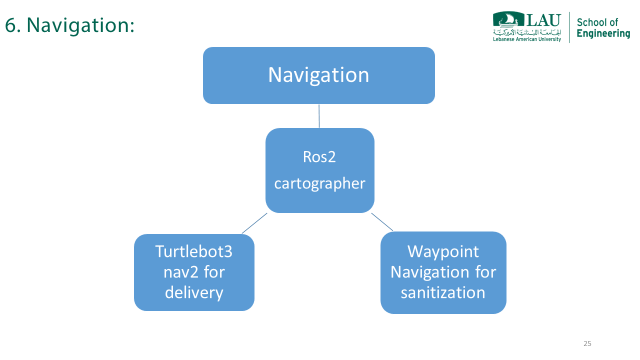 6. Navigation:
LAU
Lebanese American University
School of
Engineering
Navigation
Ros2
cartographer
Turtlebot3
nav2 for
delivery
Waypoint
Navigation for
sanitization
25